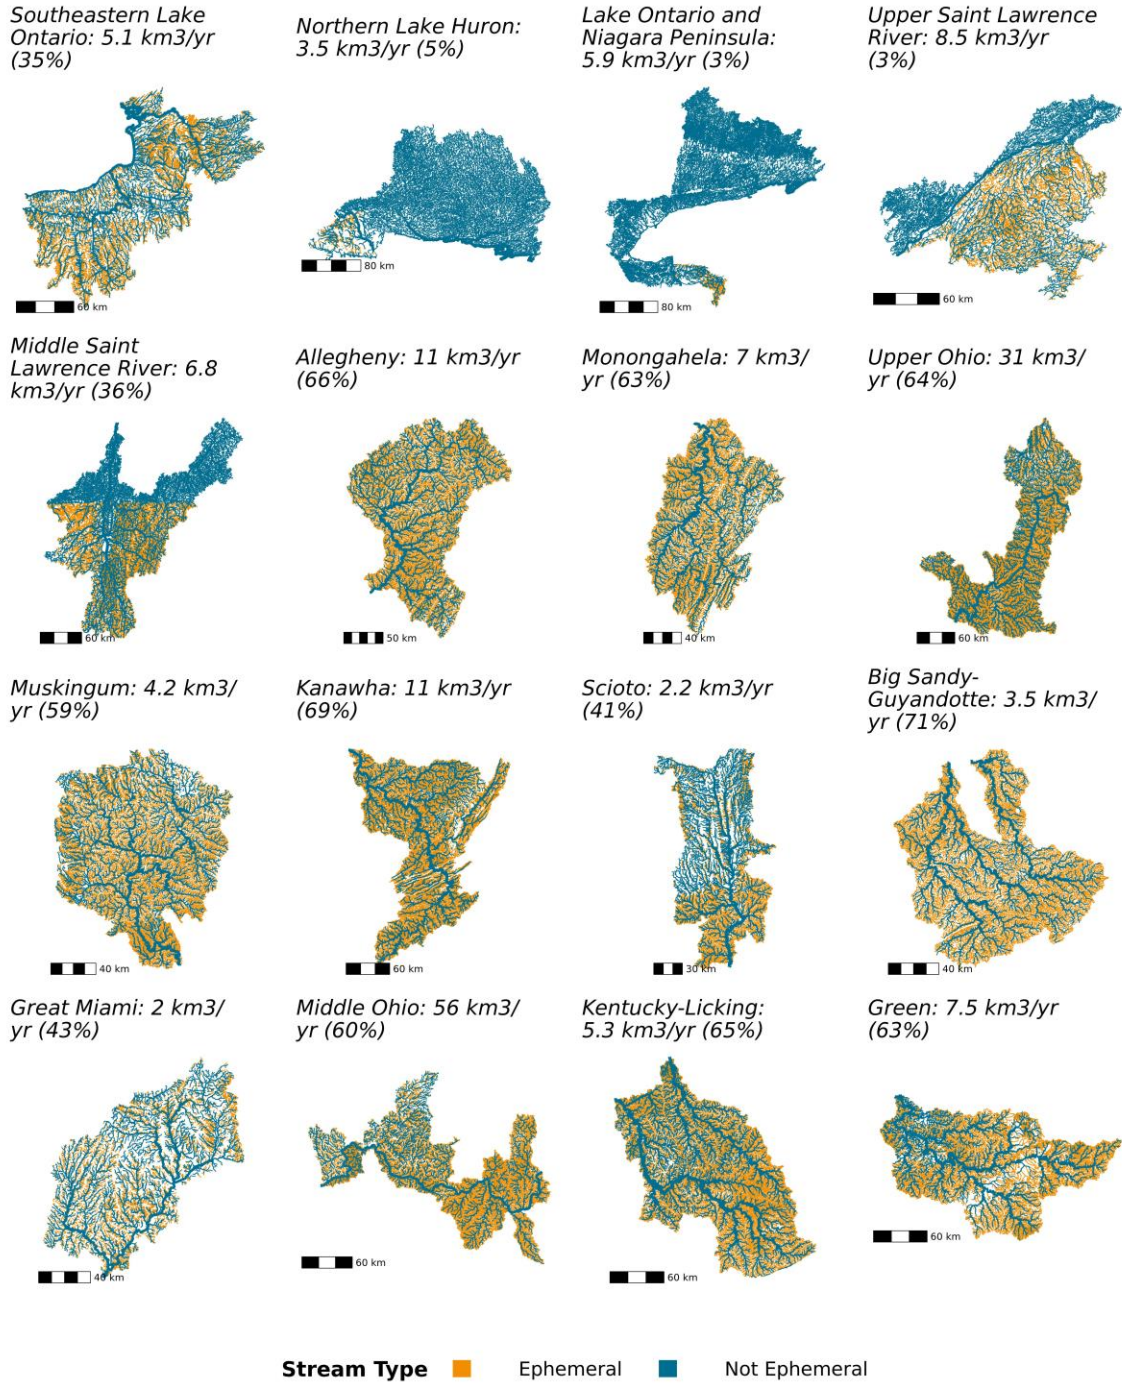 Southeastern Lake
Ontario: 5.1 km3/yr
(35%)
Northern Lake Huron:
3.5 km3/yr (5%)
Lake Ontario and
Niagara Peninsula:
5.9 km3/yr (3%)
Upper Saint Lawrence
River: 8.5 km3/yr
(3%)
60 km
80 km
80 km
60 km
Middle Saint
Lawrence River: 6.8
km3/yr (36%)
Allegheny: 11 km3/yr
(66%)
Monongahela: 7 km3/
yr (63%)
Upper Ohio: 31 km3/
yr (64%)
60 km
50 km
40 km
60 km
Muskingum: 4.2 km3/
yr (59%)
Kanawha: 11 km3/yr
(69%)
Scioto: 2.2 km3/yr
(41%)
Big Sandy-
Guyandotte: 3.5 km3/
yr (71%)
40 km
60 km
30 km
40 km
Great Miami: 2 km3/
yr (43%)
Middle Ohio: 56 km3/
yr (60%)
Kentucky-Licking:
5.3 km3/yr (65%)
Green: 7.5 km3/yr
(63%)
40 km
60 km
60 km
60 km
Stream Type Ephemeral Not Ephemeral